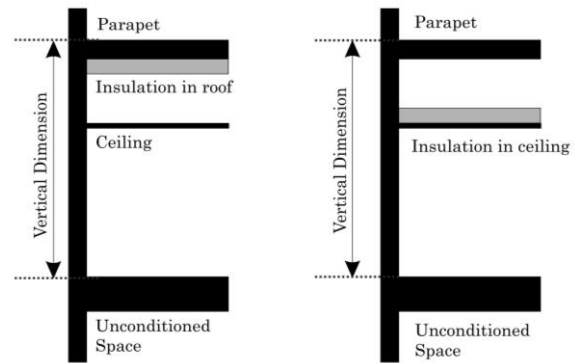 Parapet
Insulation in roof
Ceiling
Vertical Dimension
Unconditioned
Space
Parapet
Insulation in ceiling
Vertical Dimension
Unconditioned
Space